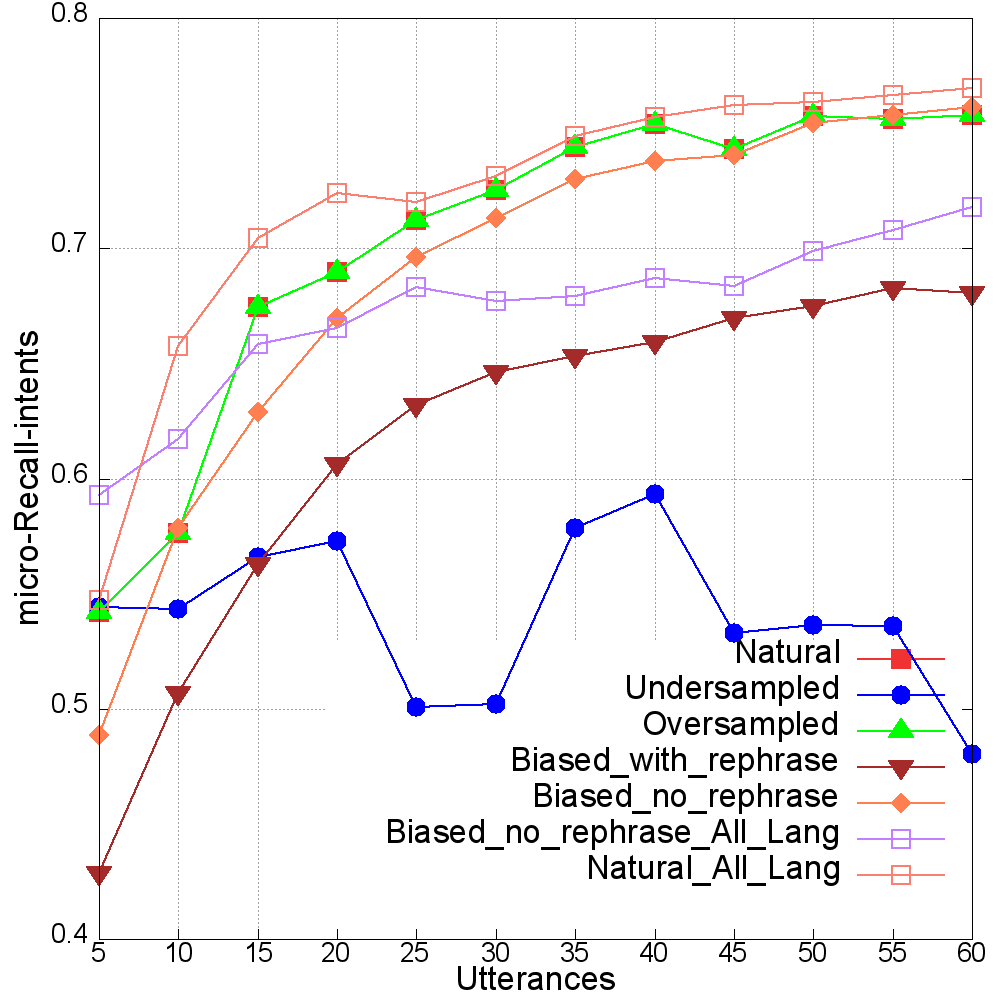 0.8
0.7
0.6
0.5
0.4
micro-Recall-intents
Natural
Undersampled
Oversampled
Biased_with_rephrase
Biased_no_rephrase
Biased_no_rephrase_All_Lang
Natural_All_Lang
5 10 15 20 25 30 35 40 45 50 55 60
Utterances